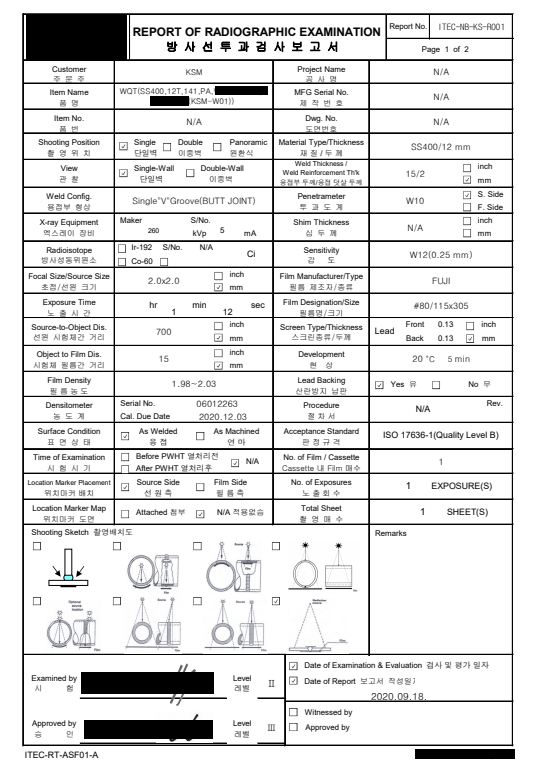 REPORT OF RADIOGRAPHIC EXAMINATION
방 사 선 투 과 검 사 보 고 서
Report No. ITEC-NB-KS-R001
Page 1 of 2
Customer
주 문 주
KSM
Project Name
공 사 명
N/A
Item Name
품 명
WQT(SS400,12T,141,PA,
(KSM-W01))
MFG Serial No.
제 작 번 호
N/A
Item No.
품 번
N/A
Dwg. No.
도면번호
N/A
Shooting Position
촬 영 위 치
Single Double Panoramic
단일벽 이중벽 원환식
Material Type/Thickness
재 질 / 두 께
SS400/12 mm
View
관 찰
Single-Wall Double-Wall
단일벽 이중벽
Weld Thickness /
Weld Reinforcement Th'k
용접부 두께/용접 덧살 두께
15/2
inch
mm
Weld Config.
용접부 형상
Single"V"Groove(BUTT JOINT)
Penetrameter
투 과 도 계
W10
S. Side
F. Side
X-ray Equipment
엑스레이 장비
Maker S/No.
260 kVp 5 mA
Shim Thickness
심 두 께
N/A
inch
mm
Radioisotope
방사성동위원소
Ir-192 S/No. N/A
Co-60
Ci
Sensitivity
감 도
W12(0.25 mm)
Focal Size/Source Size
초점/선원 크기
2.0x2.0
inch
mm
Film Manufacturer/Type
필름 제조자/종류
FUJI
Exposure Time
노 출 시 간
hr min sec
1 12
Film Designation/Size
필름명/크기
#80/115x305
Source-to-Object Dis.
선원 시험체간 거리
700
inch
mm
Screen Type/Thickness
스크린종류/두께
Lead
Front 0.13 inch
Back 0.13 mm
Object to Film Dis.
시험체 필름간 거리
15
inch
mm
Development
현 상
20 °C 5 min
Film Density
필 름 농 도
1.98~2.03
Lead Backing
산란방지 납판
Yes 유 No 무
Densitometer
농 도 계
Serial No. 06012263
Cal. Due Date 2020.12.03
Procedure
절 차 서
N/A
Rev.
Surface Condition
표 면 상 태
As Welded As Machined
용 접 연 마
Acceptance Standard
판 정 규 격
ISO 17636-1(Quality Level B)
Time of Examination
시 험 시 기
Before PWHT 열처리전
After PWHT 열처리후
N/A
No. of Film / Cassette
Cassette 내 Film 매수
1
Location Marker Placement
위치마커 배치
Source Side Film Side
선 원 측 필 름 측
No. of Exposures
노 출 회 수
1 EXPOSURE(S)
Location Marker Map
위치마커 도면
Attached 첨부 N/A 적용없음
Total Sheet
촬 영 매 수
1 SHEET(S)
Shooting Sketch 촬영배치도
Remarks
Examined by
시 험
Level
레벨
II
Approved by
승 인
Level
레벨
III
Date of Examination & Evaluation 검사 및 평가 일자
Date of Report 보고서 작성일자
2020.09.18.
Witnessed by
Approved by
ITEC-RT-ASF01-A